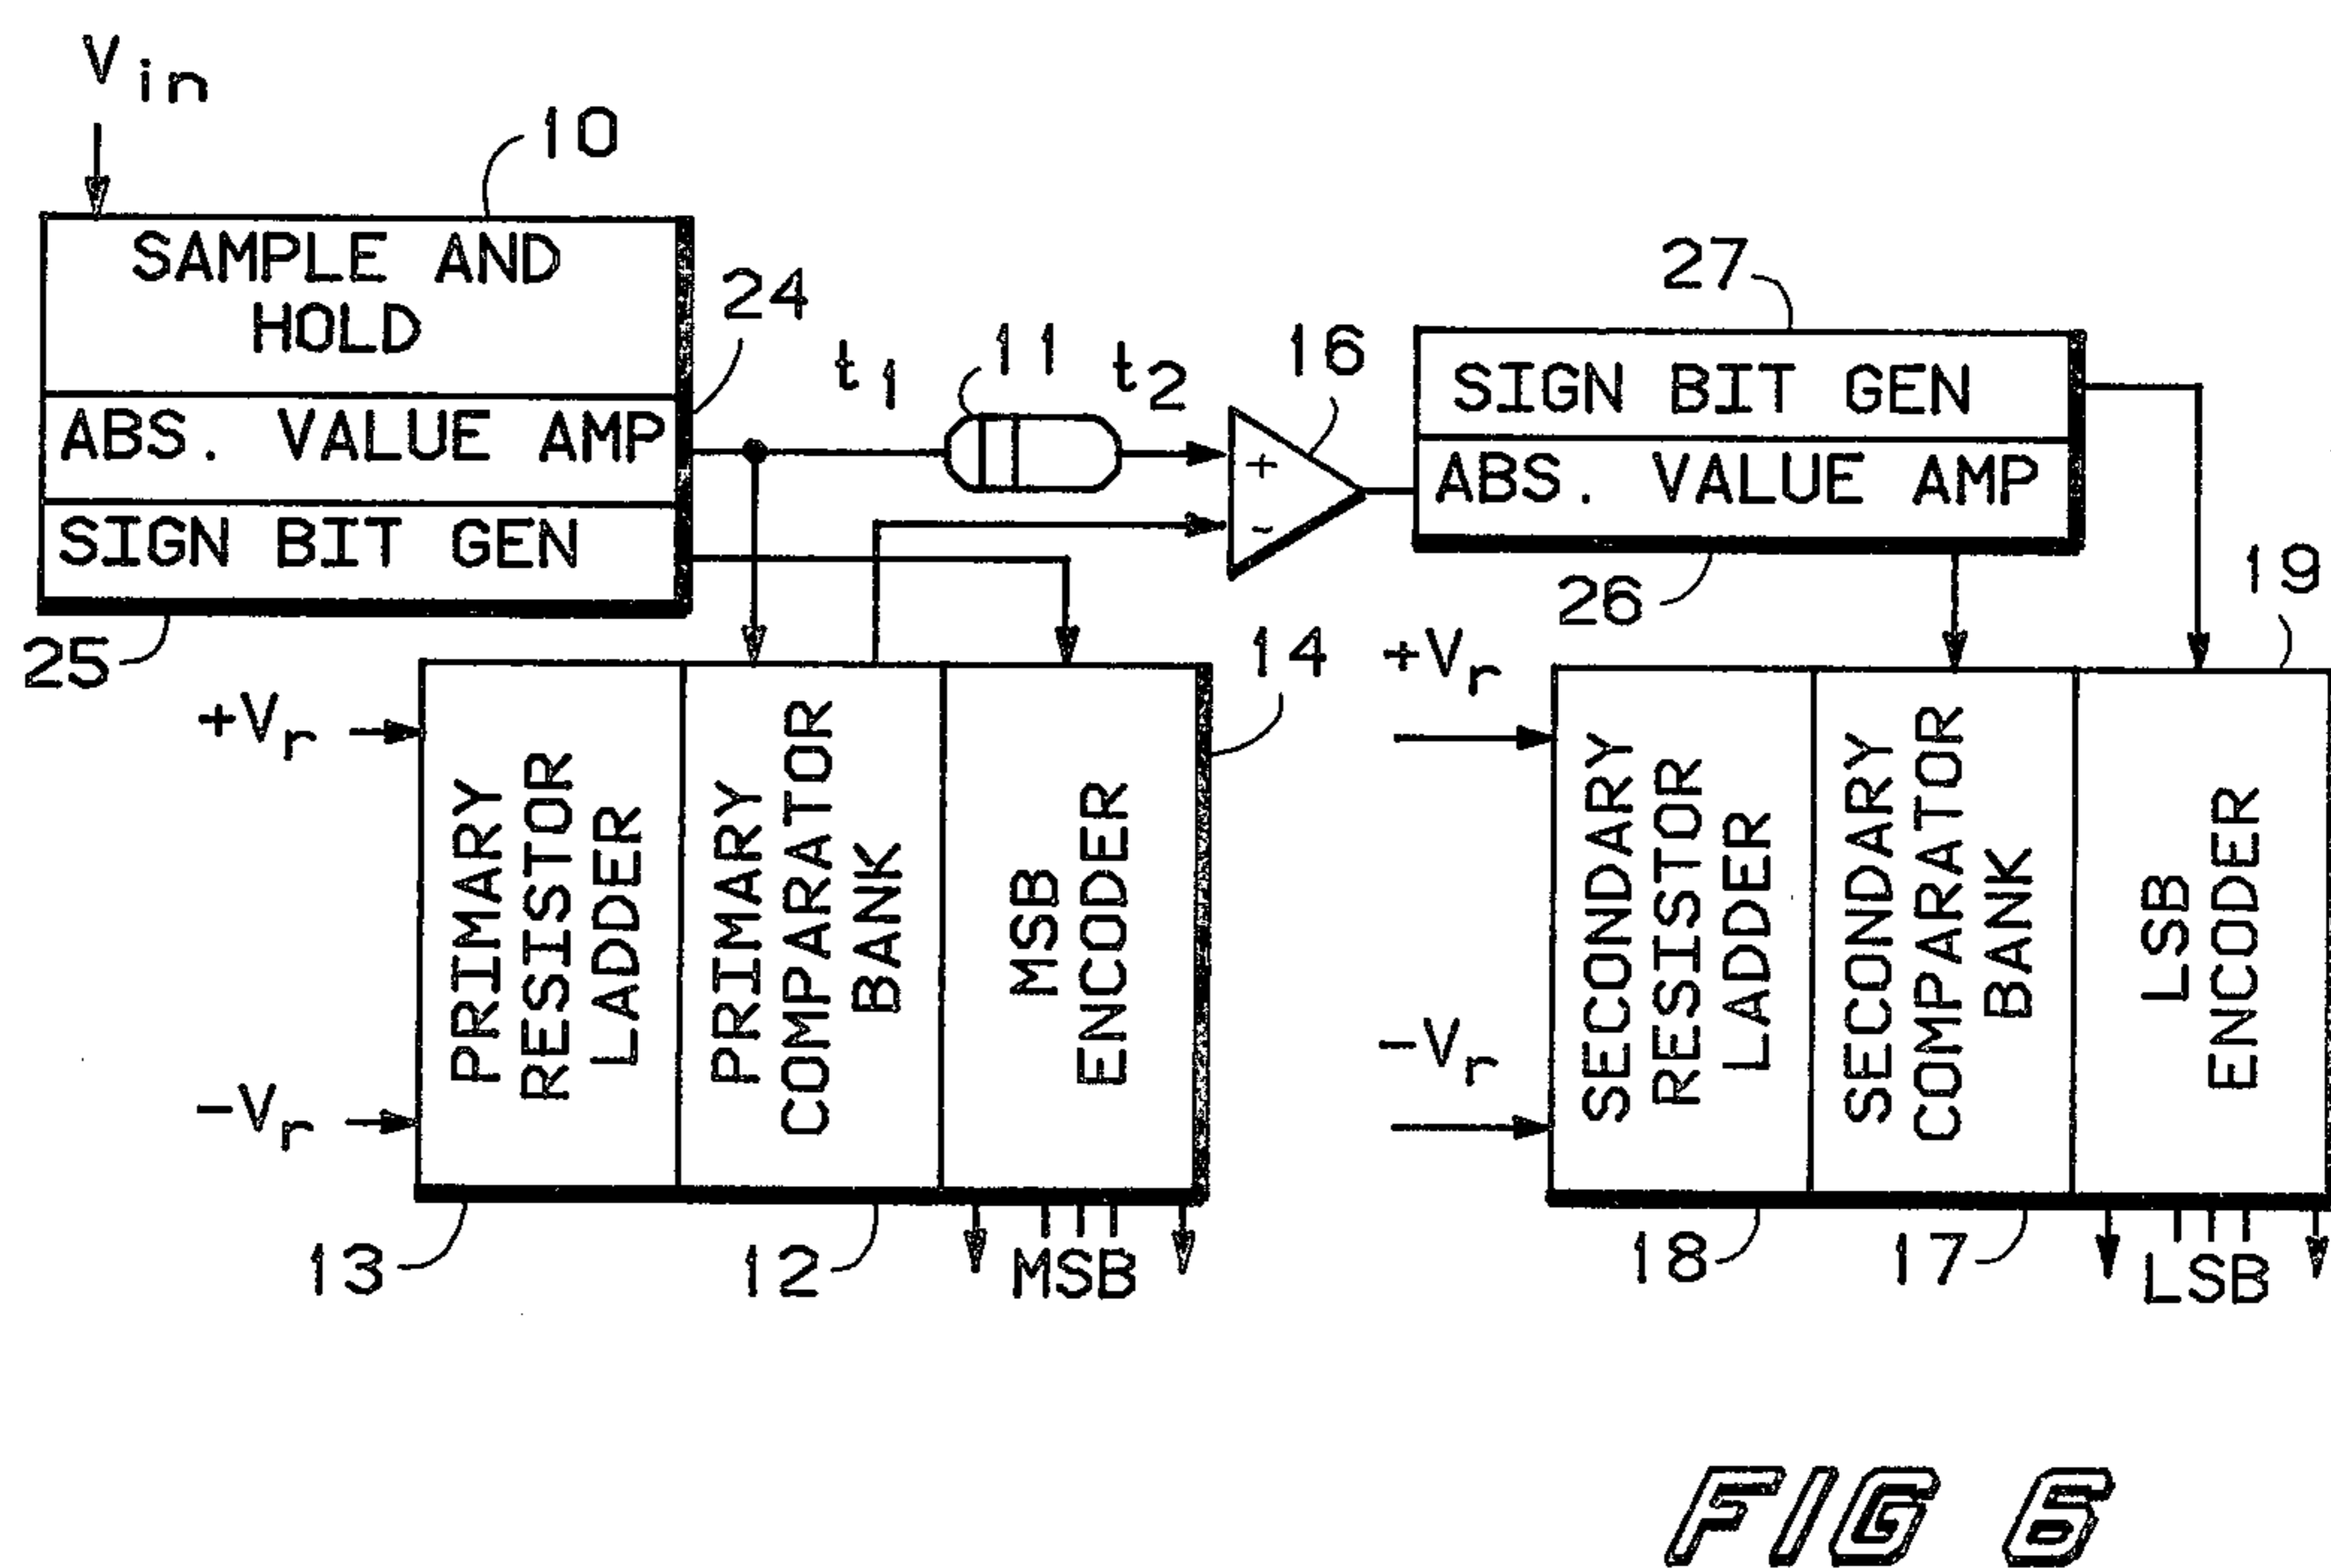 Vin
10
SAMPLE AND
HOLD
24
ABS. VALUE AMP
SIGN BIT GEN
25
t1
11
t2
16
+
-
27
SIGN BIT GEN
ABS. VALUE AMP
26
19
14
+Vr
-Vr
PRIMARY
RESISTOR
LADDER
PRIMARY
COMPARATOR
BANK
MSB
ENCODER
13
12
MSB
+Vr
-Vr
SECONDARY
RESISTOR
LADDER
SECONDARY
COMPARATOR
BANK
LSB
ENCODER
18
17
LSB
FIG 6